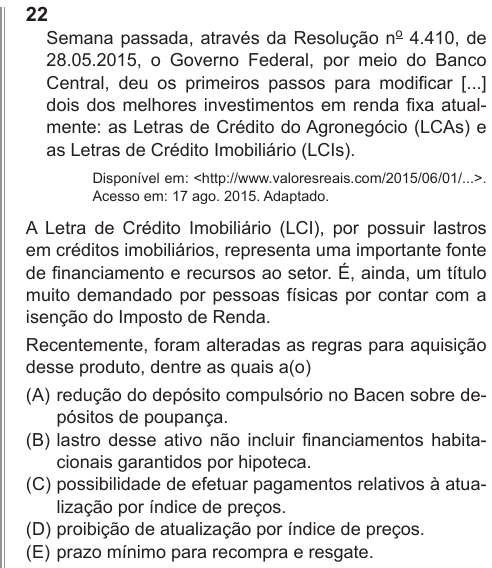 22
Semana passada, através da Resolução nº 4.410, de
28.05.2015, o Governo Federal, por meio do Banco
Central, deu os primeiros passos para modificar [...]
dois dos melhores investimentos em renda fixa atual-
mente: as Letras de Crédito do Agronegócio (LCAs) e
as Letras de Crédito Imobiliário (LCIs).
Disponível em: <http://www.valoresreais.com/2015/06/01/...>.
Acesso em: 17 ago. 2015. Adaptado.
A Letra de Crédito Imobiliário (LCI), por possuir lastros
em créditos imobiliários, representa uma importante fonte
de financiamento e recursos ao setor. É, ainda, um título
muito demandado por pessoas físicas por contar com a
isenção do Imposto de Renda.
Recentemente, foram alteradas as regras para aquisição
desse produto, dentre as quais a(o)
(A) redução do depósito compulsório no Bacen sobre de-
pósitos de poupança.
(B) lastro desse ativo não incluir financiamentos habita-
cionais garantidos por hipoteca.
(C) possibilidade de efetuar pagamentos relativos à atua-
lização por índice de preços.
(D) proibição de atualização por índice de preços.
(E) prazo mínimo para recompra e resgate.